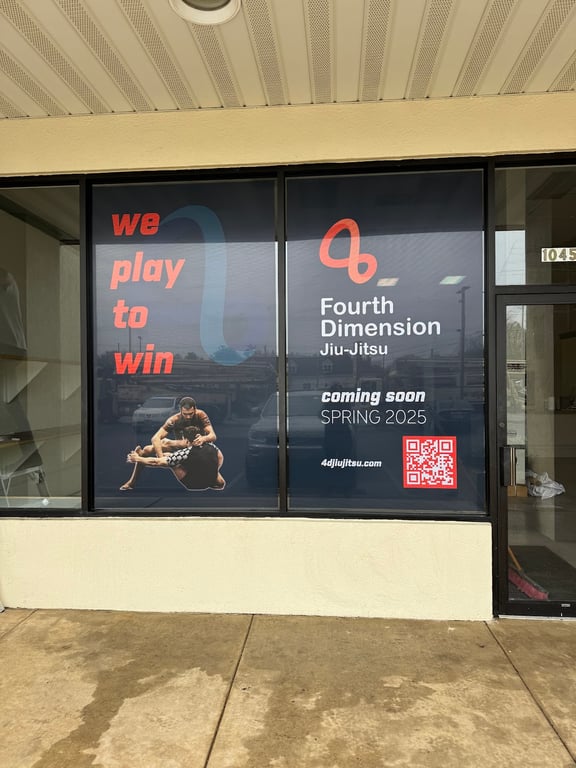 we
play
to
win
Fourth
Dimension
Jiu-Jitsu
coming soon
SPRING 2025
4djiujitsu.com
1045